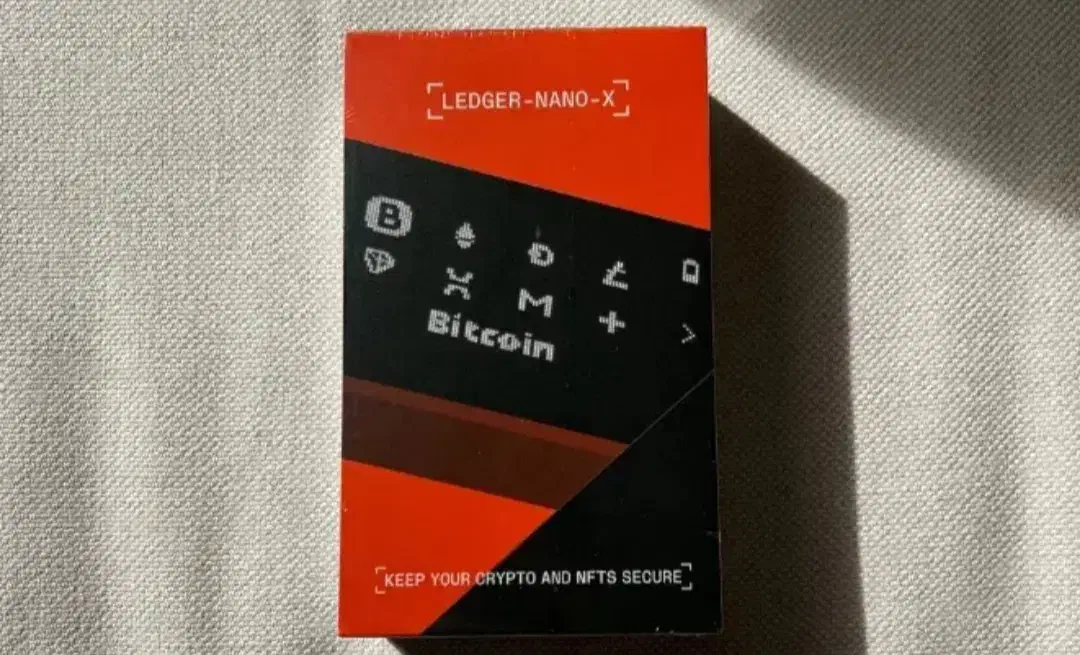 LEDGER-NANO-X
Bitcoin
KEEP YOUR CRYPTO AND NFTS SECURE